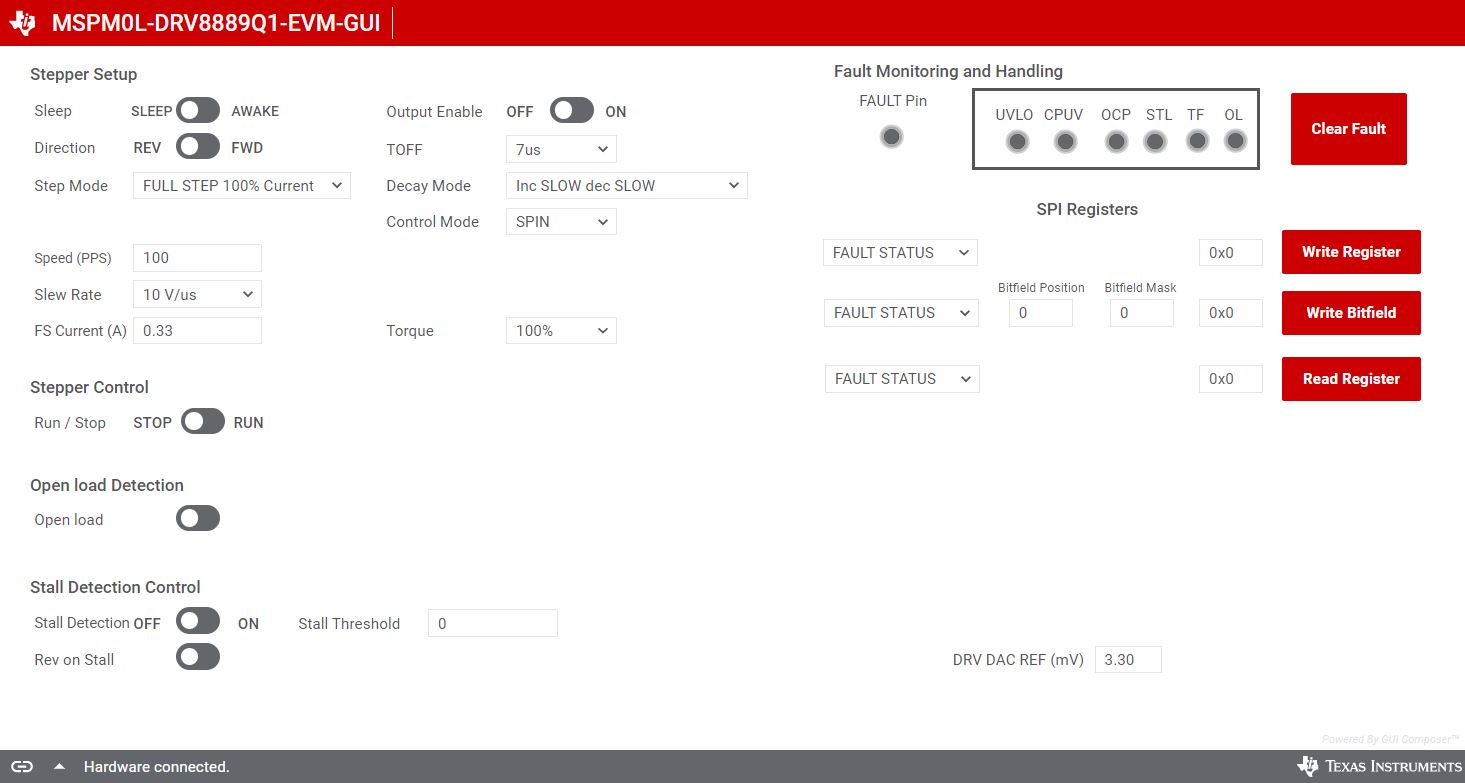 MSPM0L-DRV8889Q1-EVM-GUI
Stepper Setup
Sleep SLEEP AWAKE Output Enable OFF ON
Direction REV FWD TOFF 7us
Step Mode FULL STEP 100% Current Decay Mode Inc SLOW dec SLOW
Control Mode SPIN
Speed (PPS) 100
Slew Rate 10 V/us
FS Current (A) 0.33 Torque 100%
Stepper Control
Run / Stop STOP RUN
Open load Detection
Open load
Stall Detection Control
Stall Detection OFF ON Stall Threshold 0
Rev on Stall
Fault Monitoring and Handling
FAULT Pin
UVLO CPUV OCP STL TF OL
Clear Fault
SPI Registers
FAULT STATUS 0x0 Write Register
Bitfield Position Bitfield Mask
FAULT STATUS 0 0 0x0 Write Bitfield
FAULT STATUS 0x0 Read Register
DRV DAC REF (mV) 3.30
Powered By GUI Composer™
Hardware connected.
TEXAS INSTRUMENTS